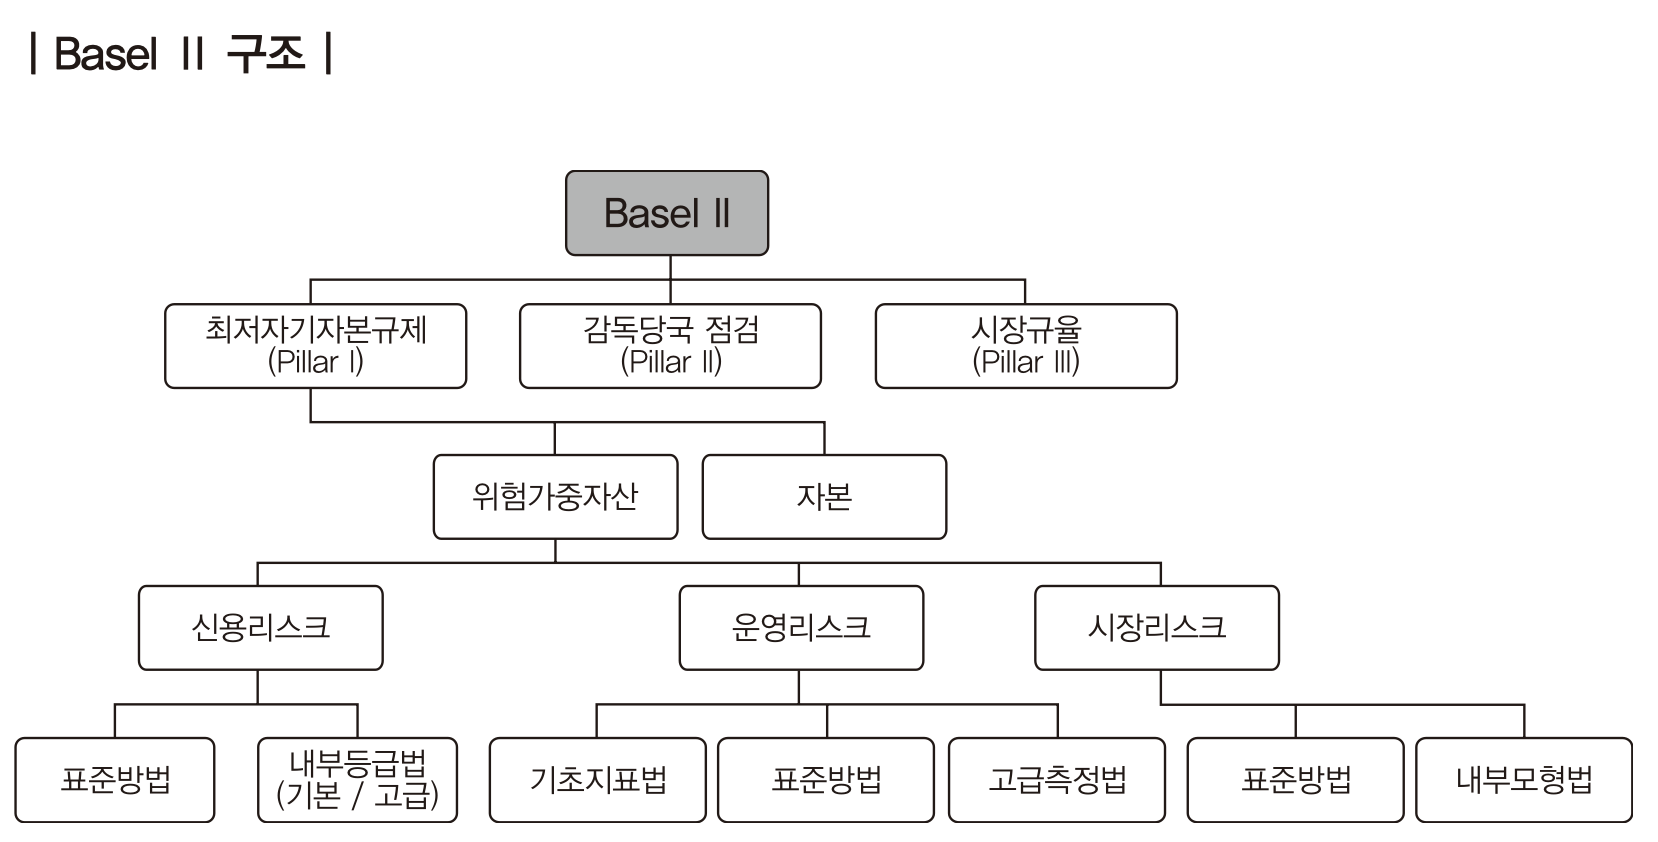 | Basel II 구조 |
Basel II
최저자기자본규제
(Pillar I)
감독당국 점검
(Pillar II)
시장규율
(Pillar III)
위험가중자산
자본
신용리스크
운영리스크
시장리스크
표준방법
내부등급법
(기본 / 고급)
기초지표법
표준방법
고급측정법
표준방법
내부모형법